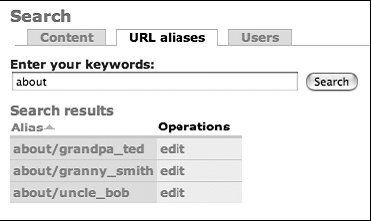 Search
Content URL aliases Users
Enter your keywords:
about Search
Search results
Alias Operations
about/grandpa_ted edit
about/granny_smith edit
about/uncle_bob edit